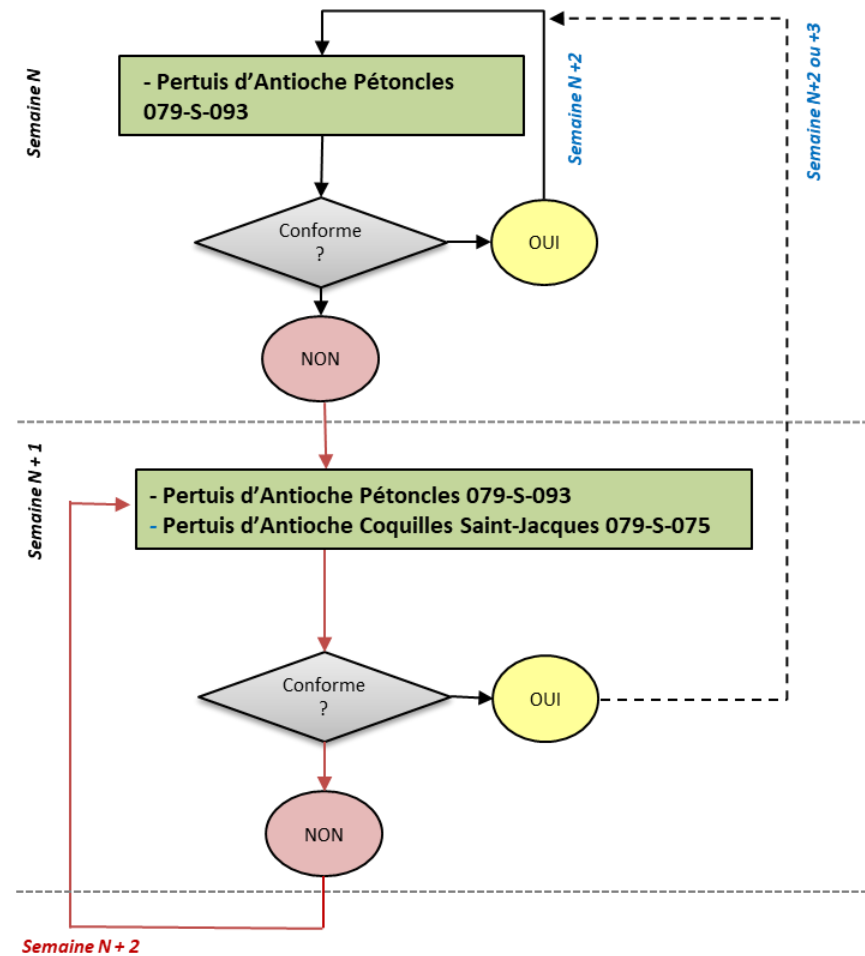 Semaine N
- Pertuis d’Antioche Pétoncles
079-S-093
Semaine N +2
Semaine N+2 ou +3
Conforme
?
OUI
NON
Semaine N + 1
- Pertuis d’Antioche Pétoncles 079-S-093
- Pertuis d’Antioche Coquilles Saint-Jacques 079-S-075
Conforme
?
OUI
NON
Semaine N + 2